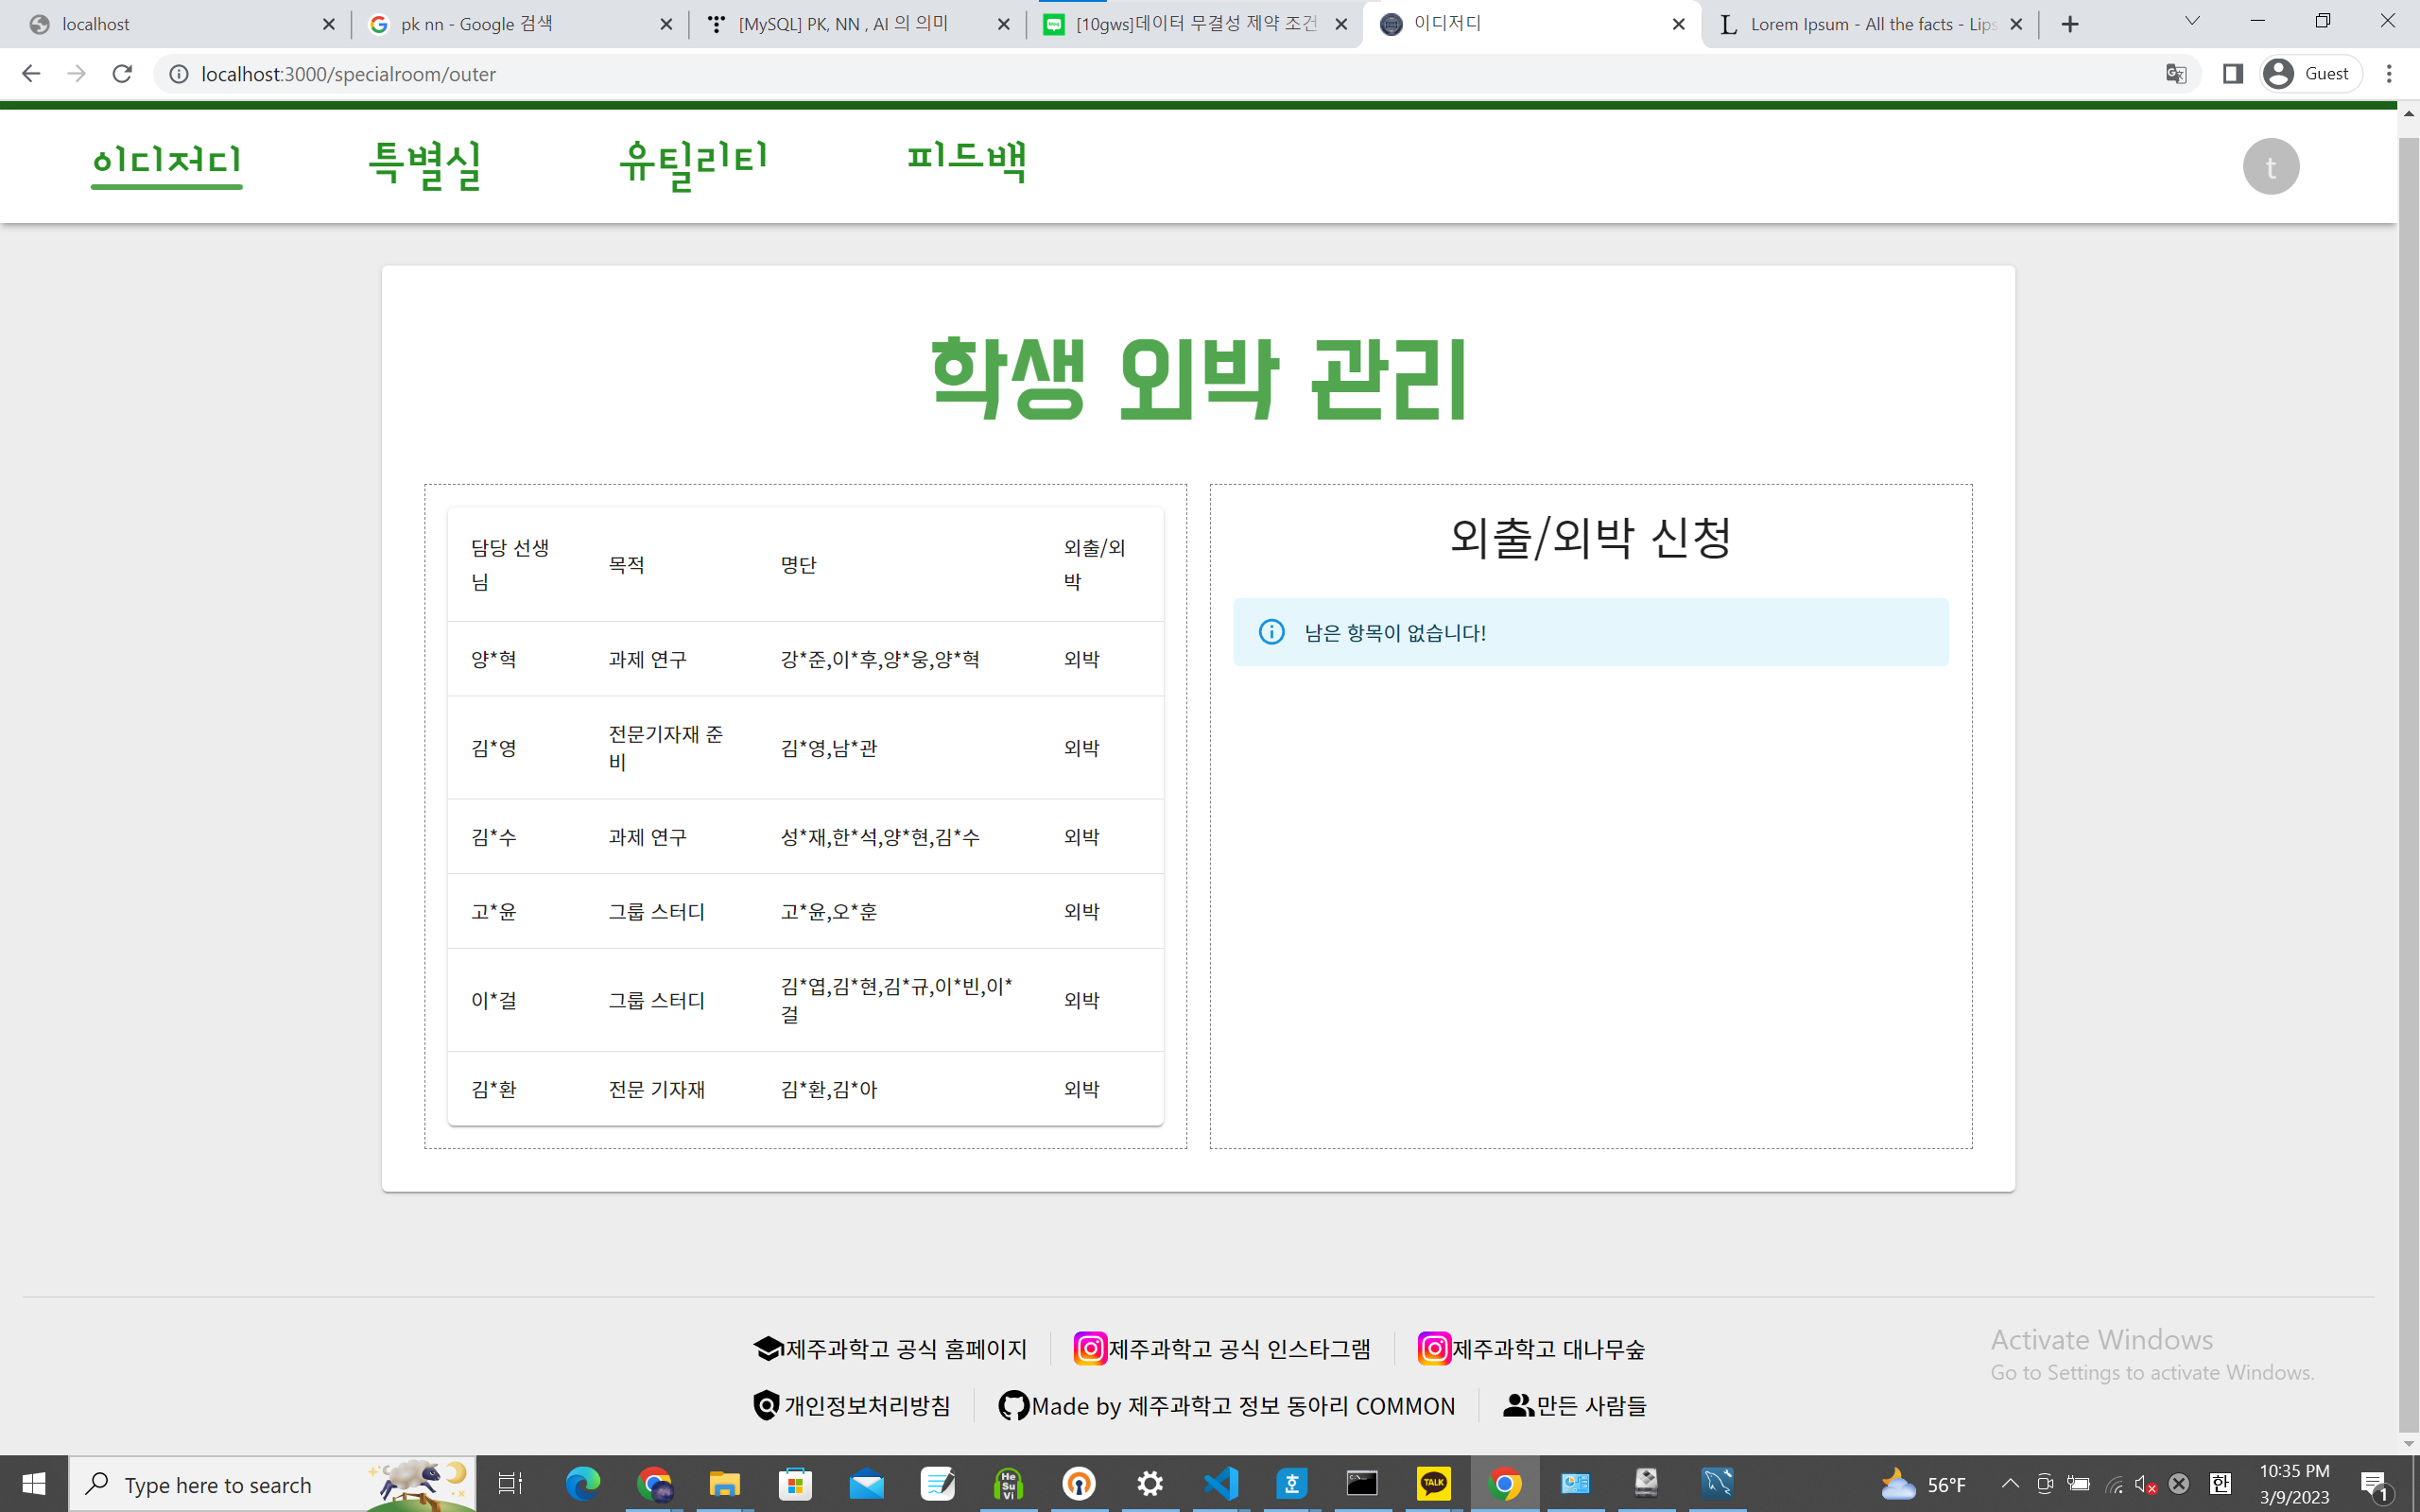 localhost
pk nn - Google 검색
[MySQL] PK, NN , AI 의 의미
[10gws]데이터 무결성 제약 조건
이디저디
Lorem Ipsum - All the facts - Lips
localhost:3000/specialroom/outer
Guest
이디저디
특별실
유틸리티
피드백
t
학생 외박 관리
담당 선생
님
목적
명단
외출/외
박
양*혁
과제 연구
강*준,이*후,양*웅,양*혁
외박
김*영
전문기자재 준
비
김*영,남*관
외박
김*수
과제 연구
성*재,한*석,양*현,김*수
외박
고*윤
그룹 스터디
고*윤,오*훈
외박
이*걸
그룹 스터디
김*엽,김*현,김*규,이*빈,이*
걸
외박
김*환
전문 기자재
김*환,김*아
외박
외출/외박 신청
남은 항목이 없습니다!
제주과학고 공식 홈페이지
제주과학고 공식 인스타그램
제주과학고 대나무숲
개인정보처리방침
Made by 제주과학고 정보 동아리 COMMON
만든 사람들
Activate Windows
Go to Settings to activate Windows.
Type here to search
He
Su
Vi
호
TALK
56°F
한
10:35 PM
3/9/2023
1